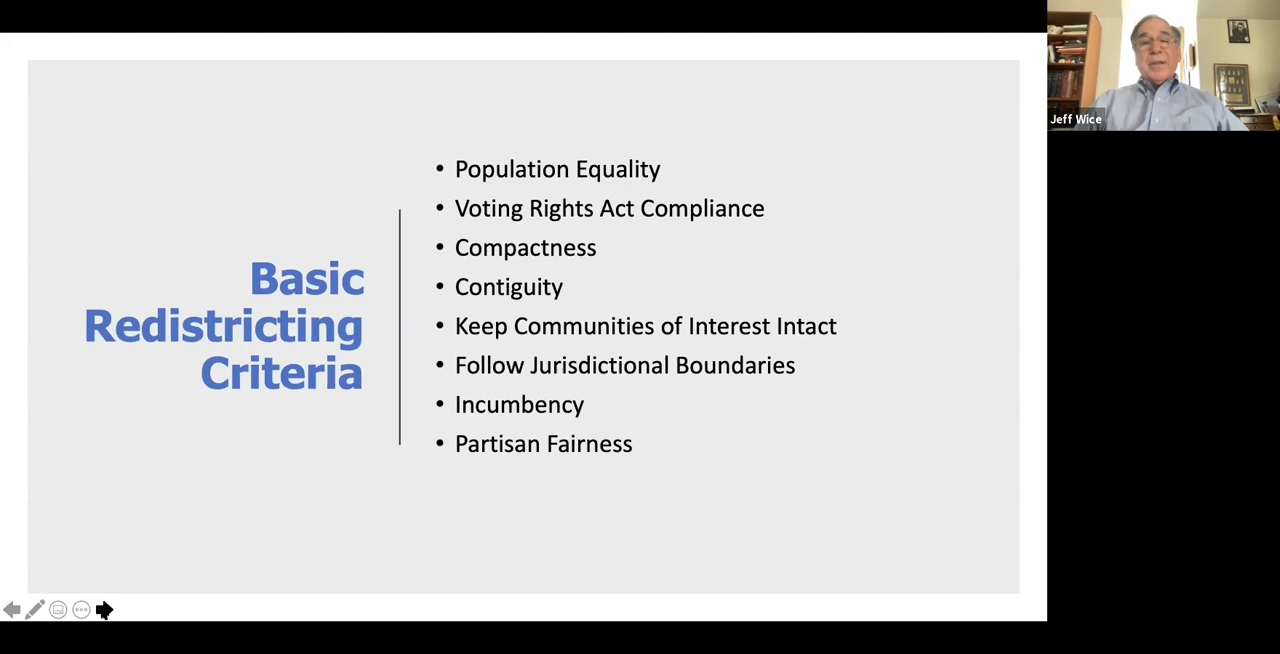 Basic
Redistricting
Criteria
• Population Equality
• Voting Rights Act Compliance
• Compactness
• Contiguity
• Keep Communities of Interest Intact
• Follow Jurisdictional Boundaries
• Incumbency
• Partisan Fairness
Jeff Wice